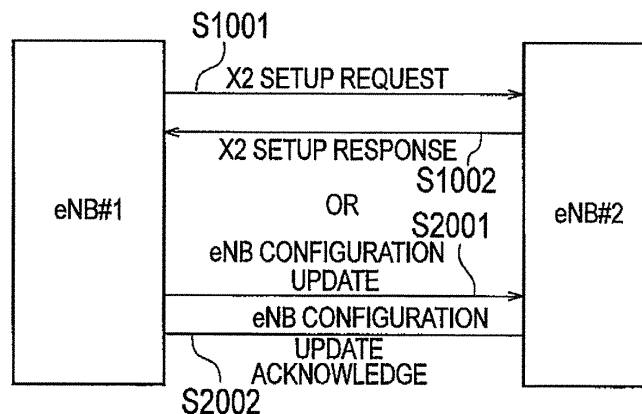 S1001
X2 SETUP REQUEST
X2 SETUP RESPONSE
S1002
eNB#1
eNB#2
OR
S2001
eNB CONFIGURATION
UPDATE
eNB CONFIGURATION
UPDATE
ACKNOWLEDGE
S2002